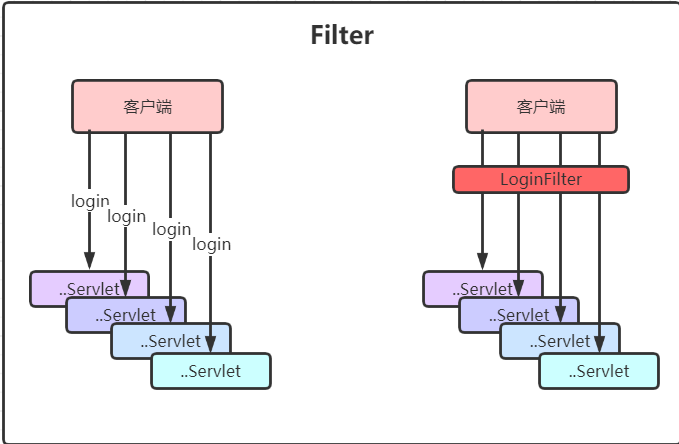 Filter
客户端
login
login
login
login
..Servlet
..Servlet
..Servlet
..Servlet
客户端
LoginFilter
..Servlet
..Servlet
..Servlet
..Servlet